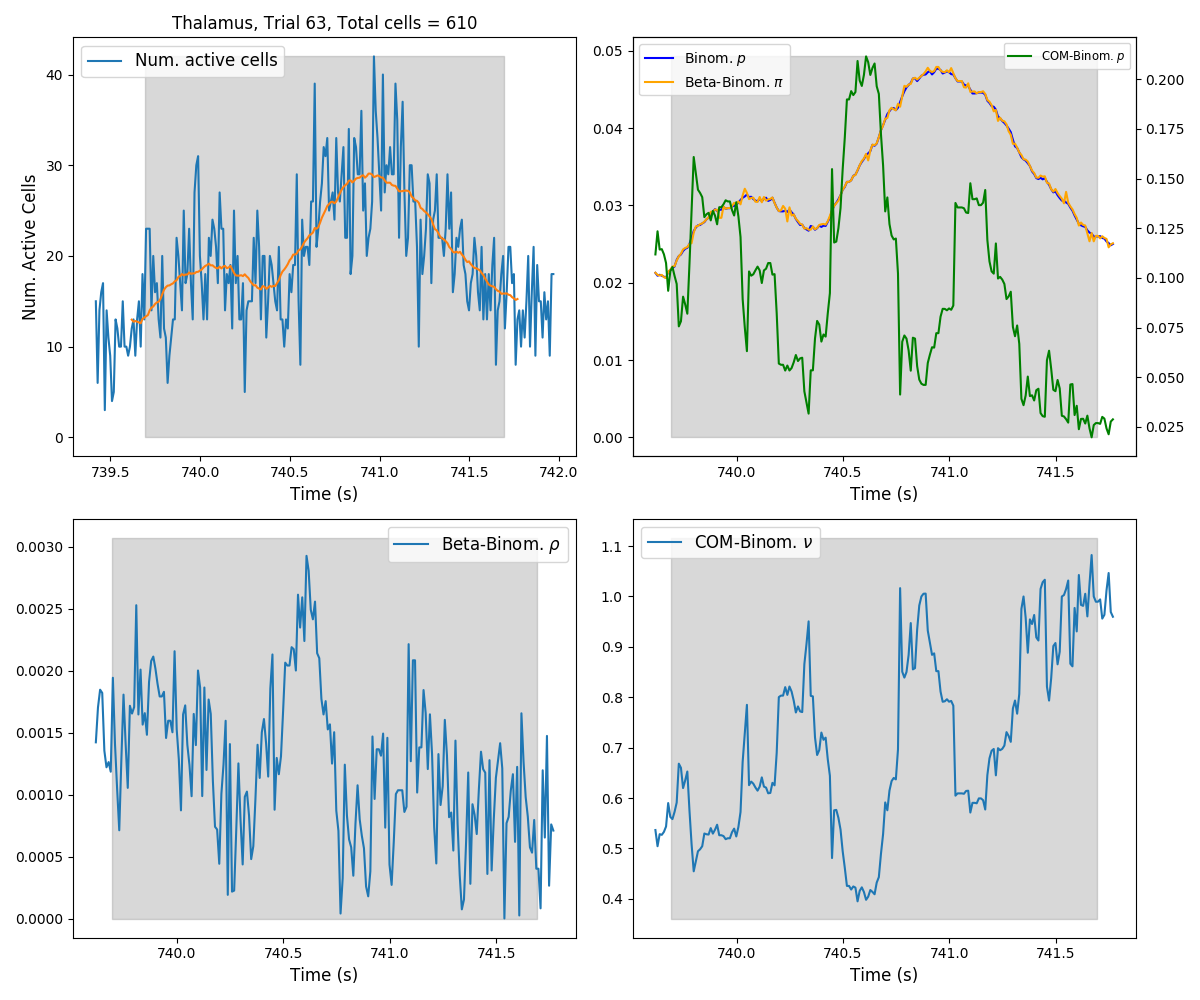 Thalamus, Trial 63, Total cells = 610
Num. active cells
Num. Active Cells
40
30
20
10
0
739.5 740.0 740.5 741.0 741.5 742.0
Time (s)
Binom. p
Beta-Binom. π
COM-Binom. p
0.05
0.04
0.03
0.02
0.01
0.00
0.200
0.175
0.150
0.125
0.100
0.075
0.050
0.025
740.0 740.5 741.0 741.5
Time (s)
Beta-Binom. ρ
0.0030
0.0025
0.0020
0.0015
0.0010
0.0005
0.0000
740.0 740.5 741.0 741.5
Time (s)
COM-Binom. ν
1.1
1.0
0.9
0.8
0.7
0.6
0.5
0.4
740.0 740.5 741.0 741.5
Time (s)